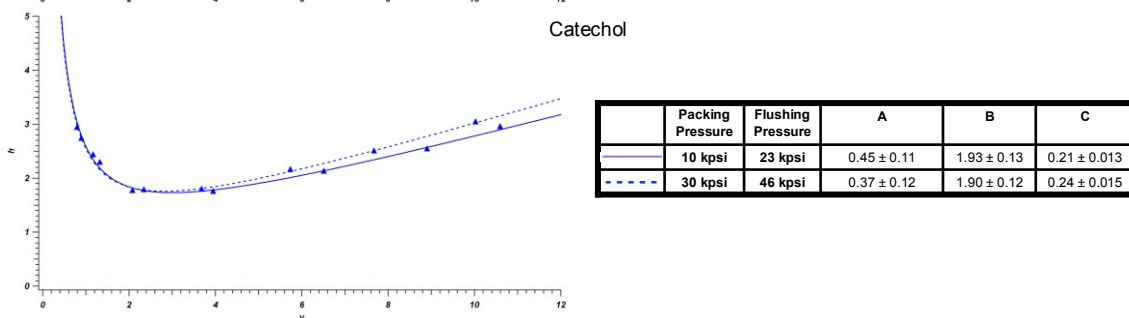 Catechol
5
4
3
2
1
0
h
0 2 4 6 8 10 12
Packing Pressure Flushing Pressure A B C
10 kpsi 23 kpsi 0.45 ± 0.11 1.93 ± 0.13 0.21 ± 0.013
30 kpsi 46 kpsi 0.37 ± 0.12 1.90 ± 0.12 0.24 ± 0.015